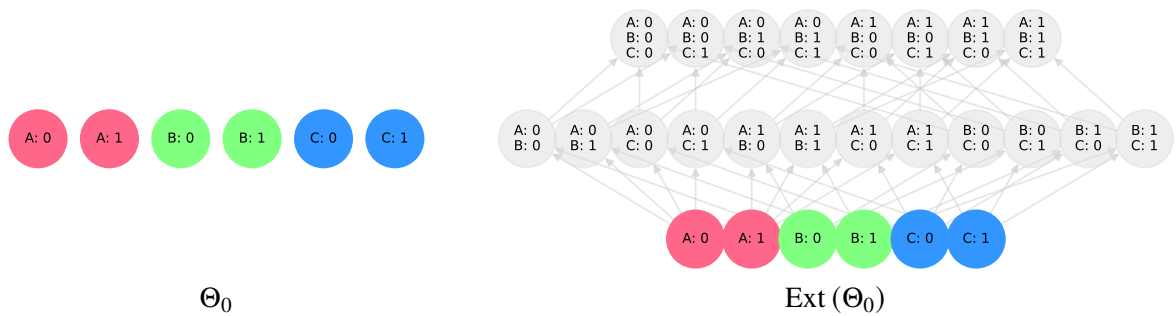 A: 0 A: 0 A: 0 A: 0 A: 1 A: 1 A: 1 A: 1
B: 0 B: 0 B: 1 B: 1 B: 0 B: 0 B: 1 B: 1
C: 0 C: 1 C: 0 C: 1 C: 0 C: 1 C: 0 C: 1
A: 0 A: 1 B: 0 B: 1 C: 0 C: 1
A: 0 A: 0 A: 0 A: 0 A: 1 A: 1 A: 1 A: 1 B: 0 B: 0 B: 1 B: 1
B: 0 B: 1 C: 0 C: 1 B: 0 B: 1 C: 0 C: 1 C: 0 C: 1 C: 0 C: 1
A: 0 A: 1 B: 0 B: 1 C: 0 C: 1
Θ₀ Ext (Θ₀)